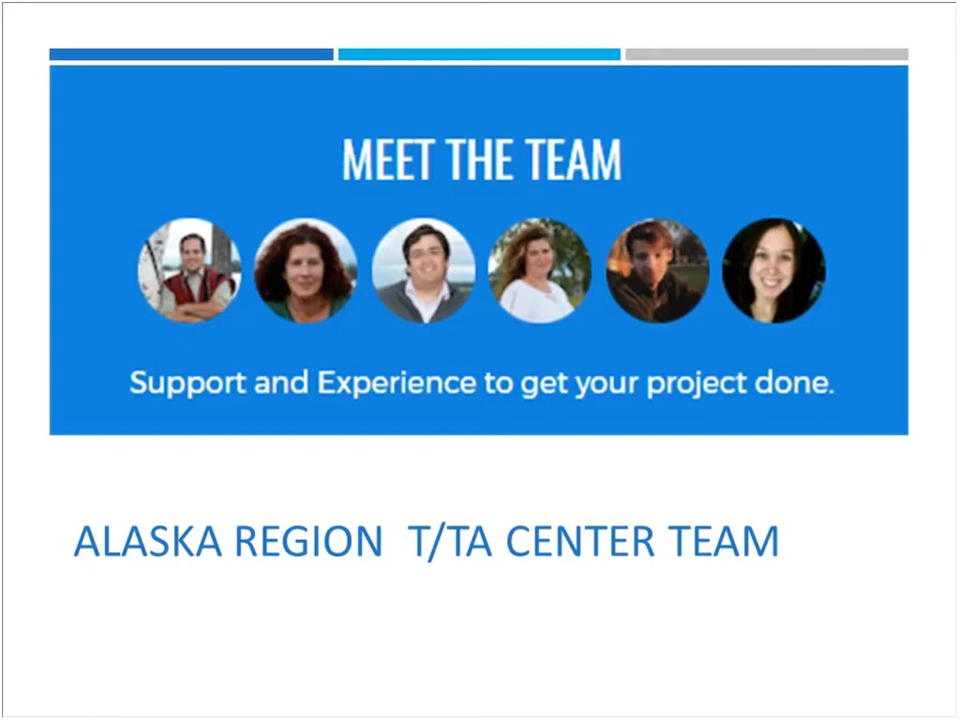 MEET THE TEAM
Support and Experience to get your project done.
ALASKA REGION T/TA CENTER TEAM